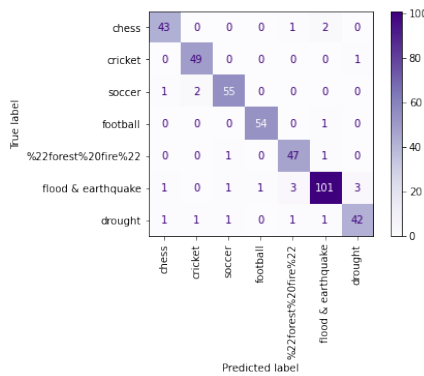 True label
chess 43 0 0 0 1 2 0
cricket 0 49 0 0 0 0 1
soccer 1 2 55 0 0 0 0
football 0 0 0 54 0 1 0
%22forest%20fire%22 0 0 1 0 47 1 0
flood & earthquake 1 0 1 1 3 101 3
drought 1 1 1 0 1 1 42
chess
cricket
soccer
football
%22forest%20fire%22
flood & earthquake
drought
Predicted label
100
80
60
40
20
0